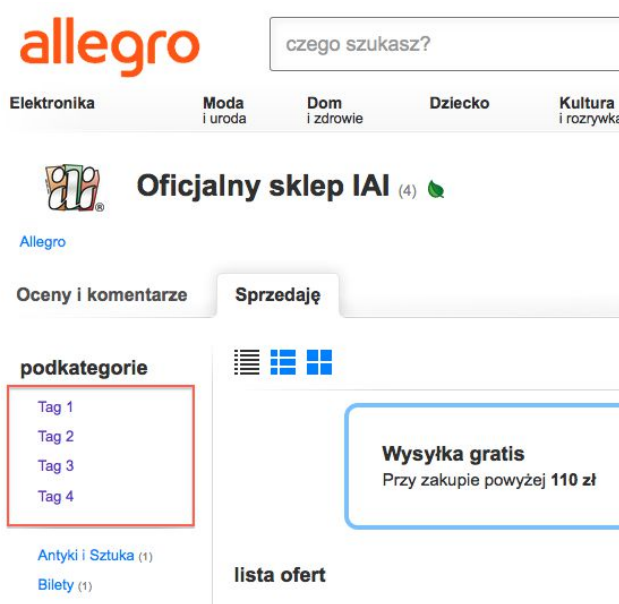 allegro
czego szukasz?
Elektronika
Moda
i uroda
Dom
i zdrowie
Dziecko
Kultura
i rozrywka
Oficjalny sklep IAI (4)
Allegro
Oceny i komentarze
Sprzedaję
podkategorie
Tag 1
Tag 2
Tag 3
Tag 4
Wysyłka gratis
Przy zakupie powyżej 110 zł
Antyki i Sztuka (1)
Bilety (1)
lista ofert